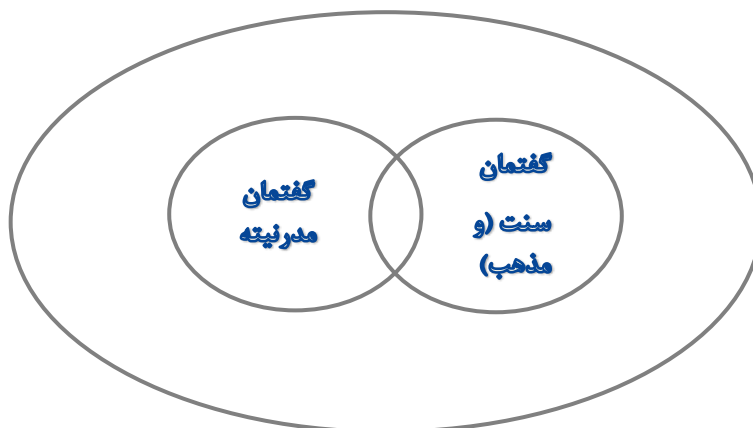 گفتمان
سنت (و
مذهب)
گفتمان
مدرنیته